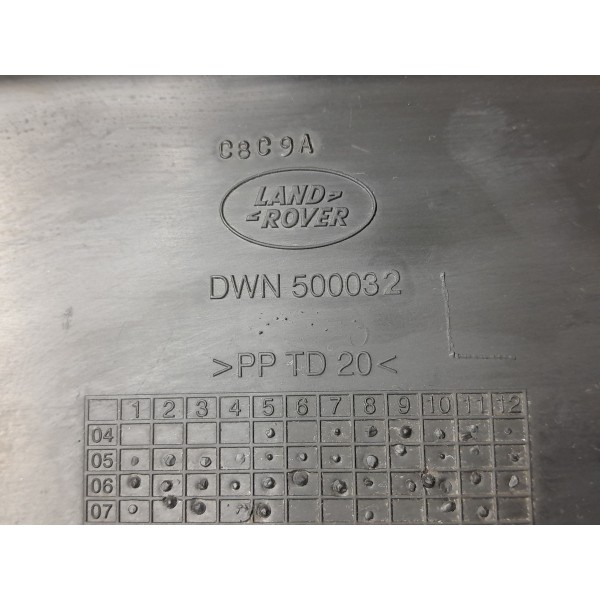 C8C9A
LAND
ROVER
DWN 500032
>PP TD 20<
1 2 3 4 5 6 7 8 9 10 11 12
04
05
06
07